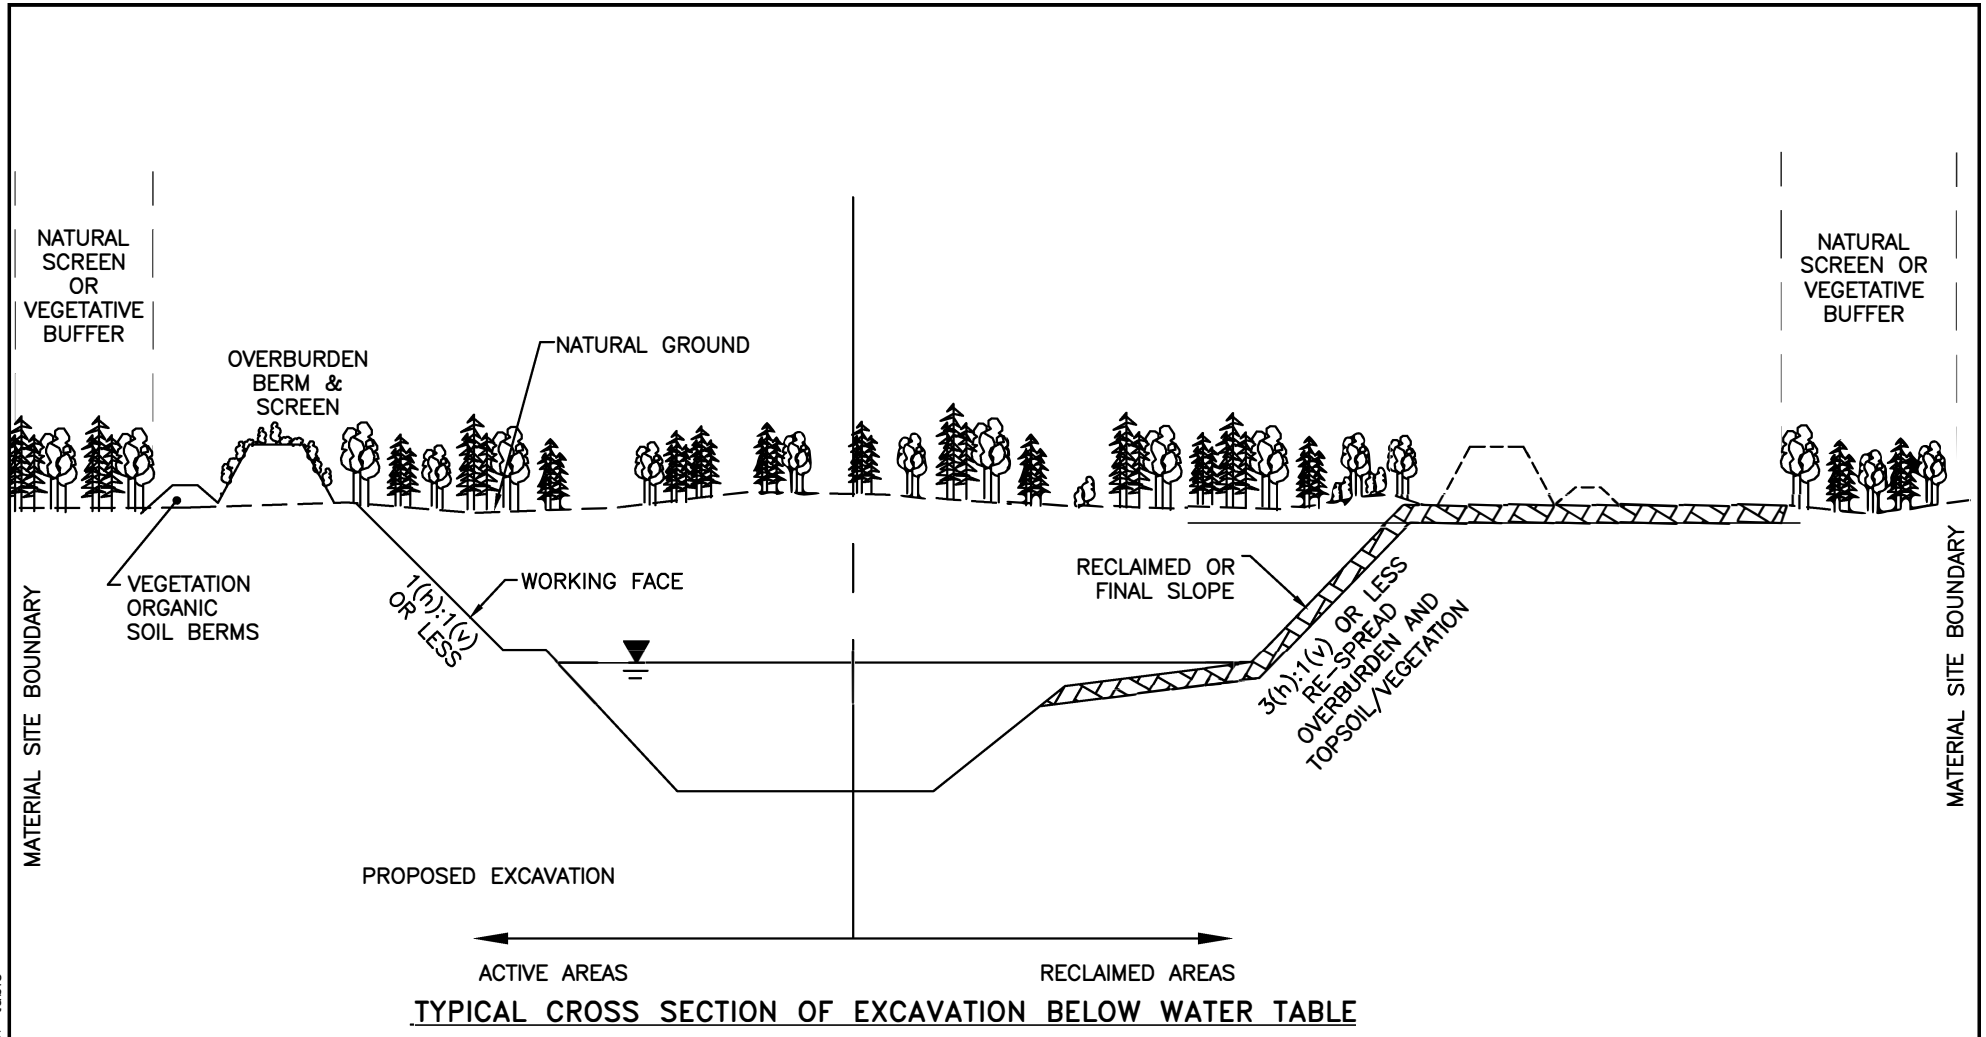 NATURAL
SCREEN
OR
VEGETATIVE
BUFFER
NATURAL
SCREEN OR
VEGETATIVE
BUFFER
OVERBURDEN
BERM &
SCREEN
NATURAL GROUND
VEGETATION
ORGANIC
SOIL BERMS
1(h):1(v)
OR LESS
WORKING FACE
RECLAIMED OR
FINAL SLOPE
3(h):1(v) OR LESS
RE-SPREAD
OVERBURDEN AND
TOPSOIL/VEGETATION
MATERIAL SITE BOUNDARY
MATERIAL SITE BOUNDARY
PROPOSED EXCAVATION
ACTIVE AREAS
RECLAIMED AREAS
TYPICAL CROSS SECTION OF EXCAVATION BELOW WATER TABLE